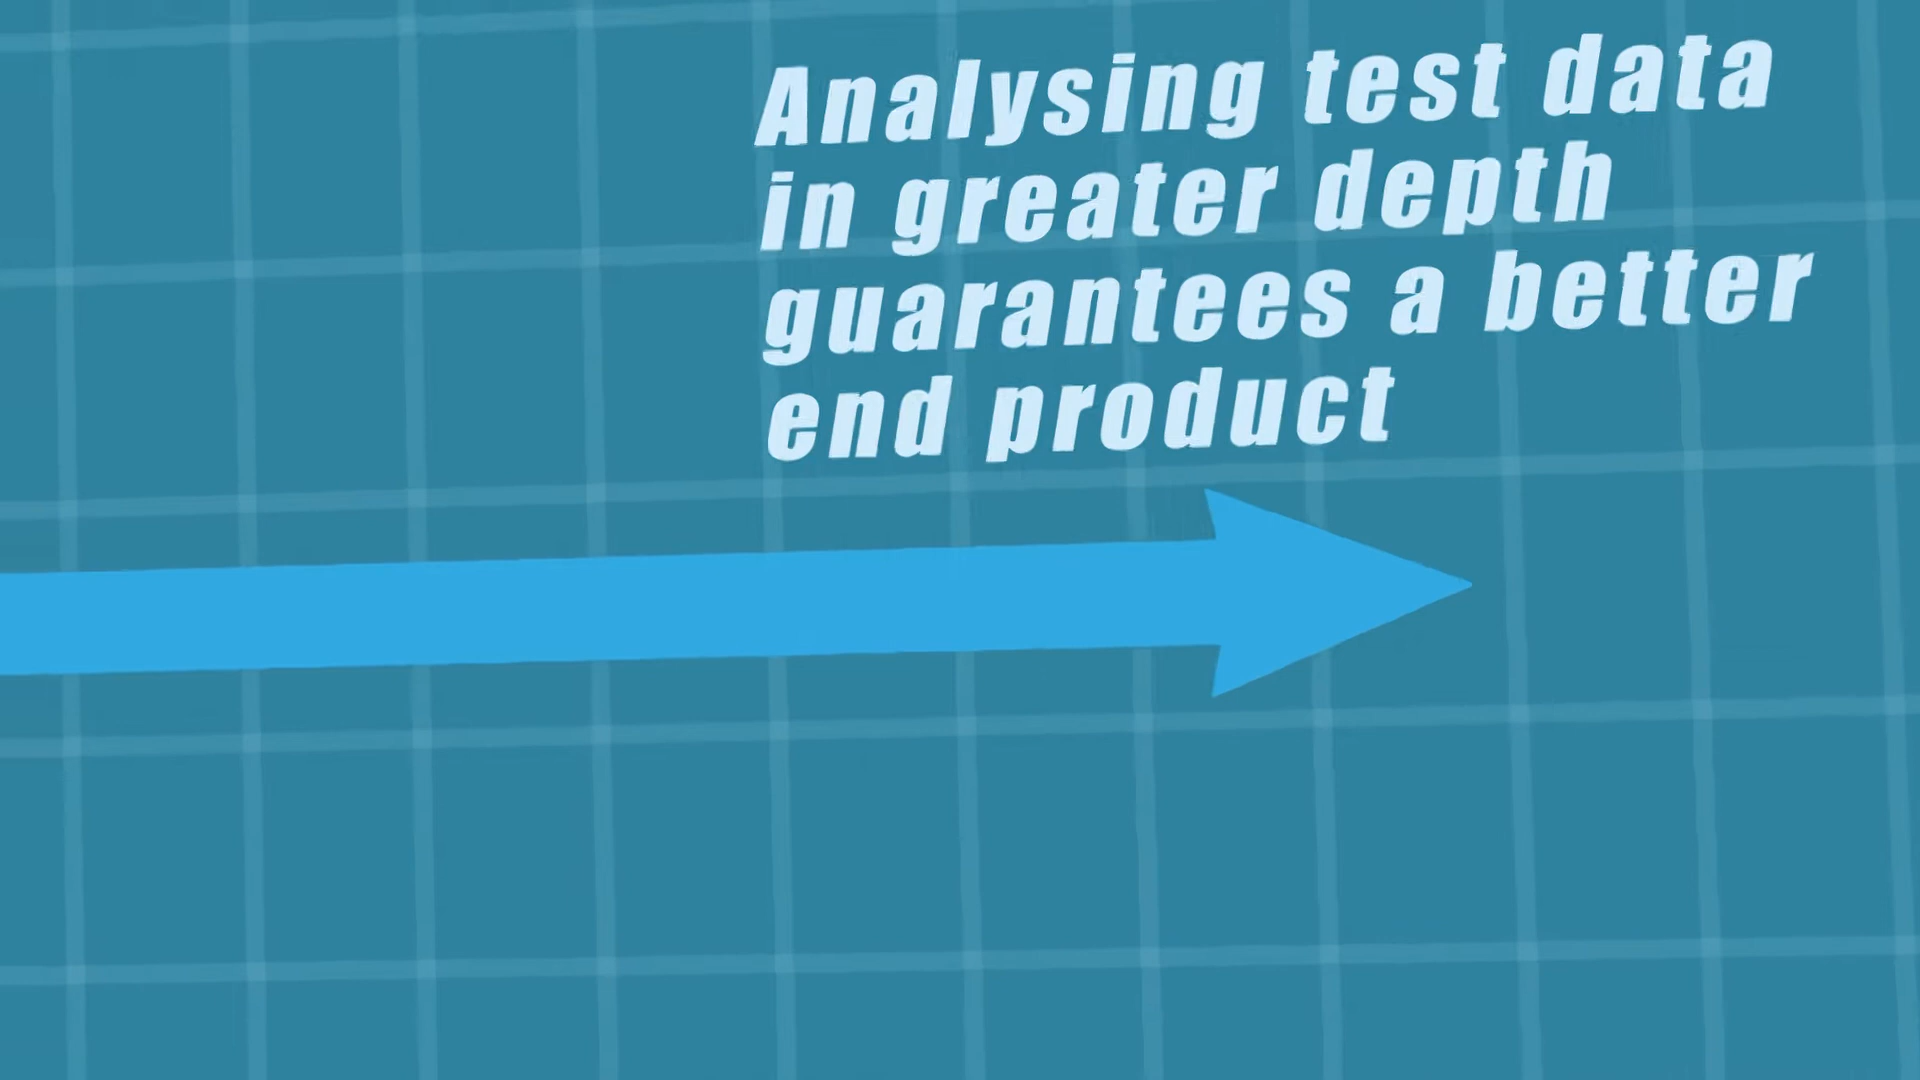 Analysing test data
in greater depth
guarantees a better
end product